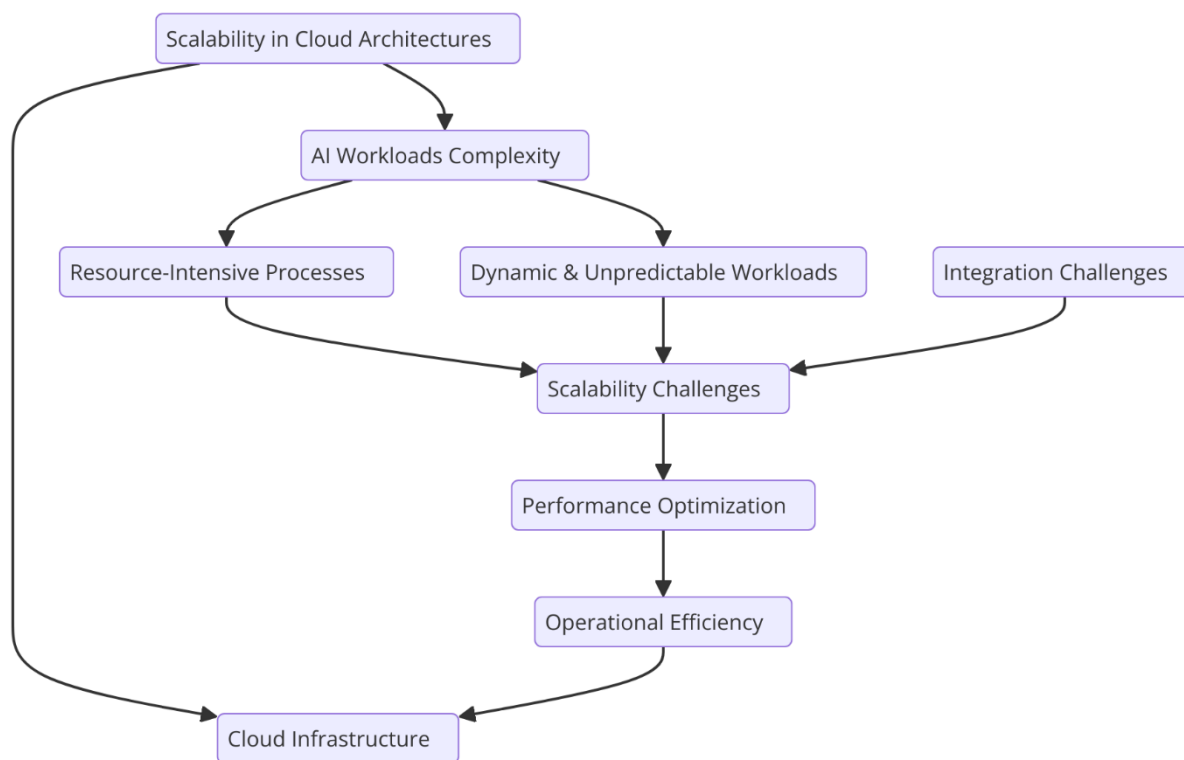 Scalability in Cloud Architectures
AI Workloads Complexity
Resource-Intensive Processes
Dynamic & Unpredictable Workloads
Integration Challenges
Scalability Challenges
Performance Optimization
Operational Efficiency
Cloud Infrastructure